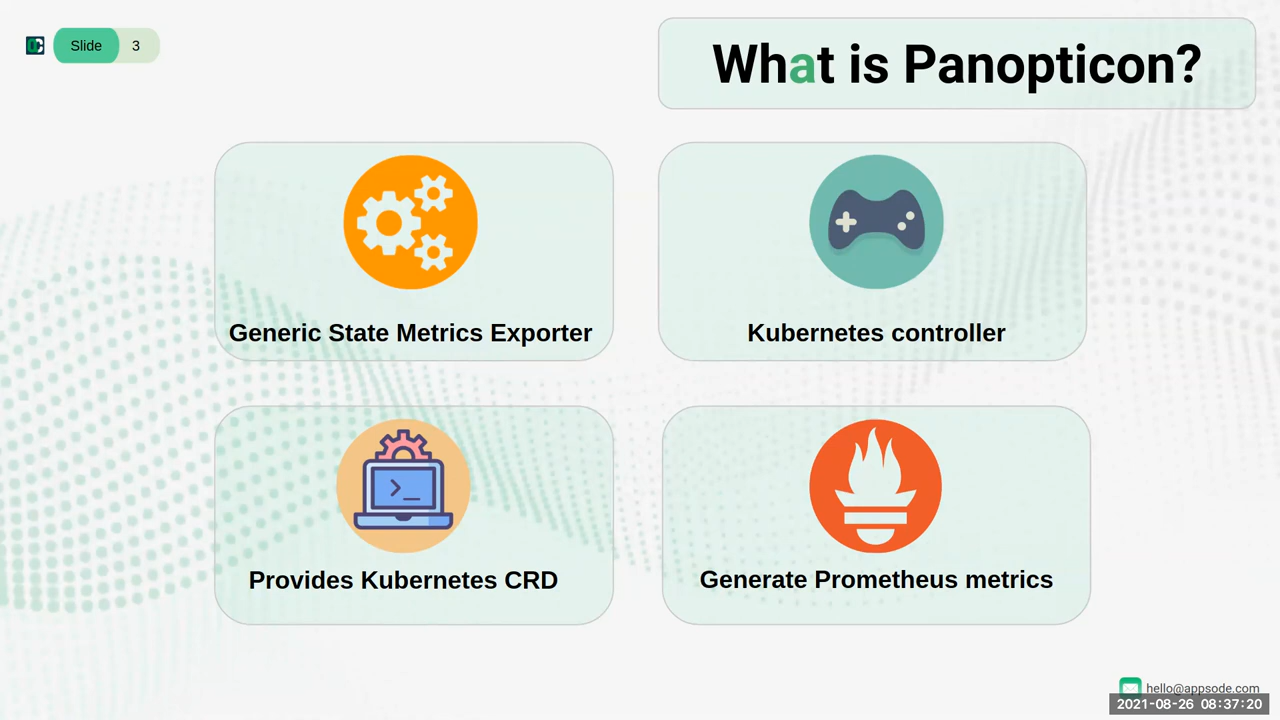 Slide 3
What is Panopticon?
Generic State Metrics Exporter
Kubernetes controller
Provides Kubernetes CRD
Generate Prometheus metrics
hello@appsode.com
2021-08-26 08:37:20